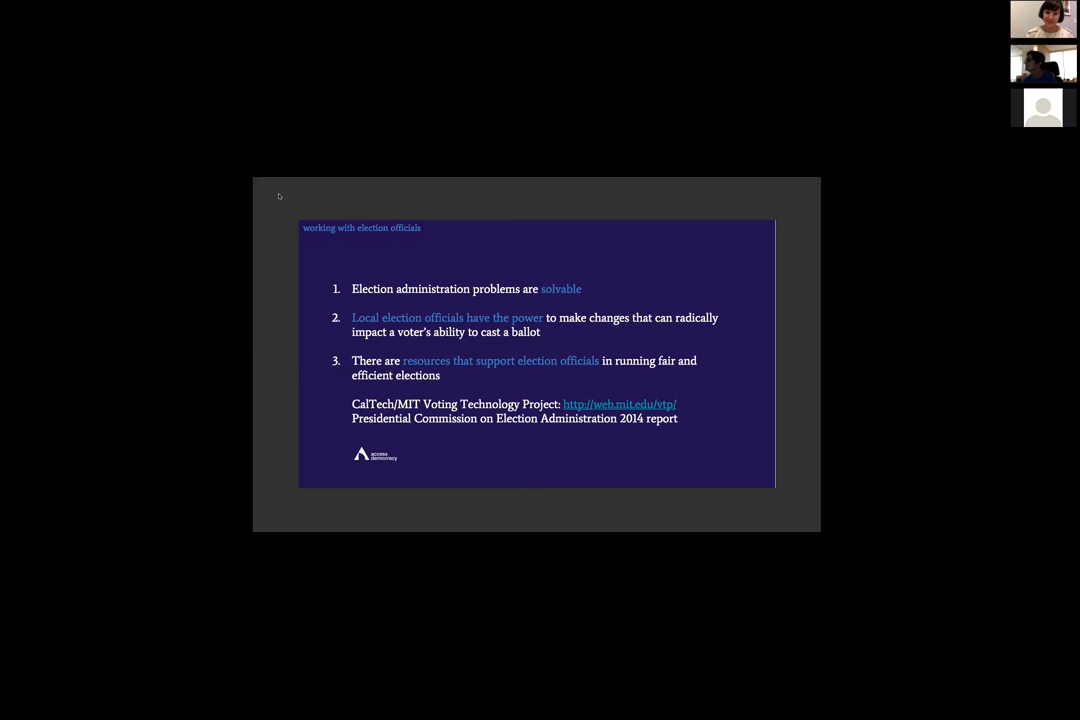 working with election officials
1. Election administration problems are solvable
2. Local election officials have the power to make changes that can radically
impact a voter's ability to cast a ballot
3. There are resources that support election officials in running fair and
efficient elections
CalTech/MIT Voting Technology Project: http://web.mit.edu/vtp/
Presidential Commission on Election Administration 2014 report
access
democracy